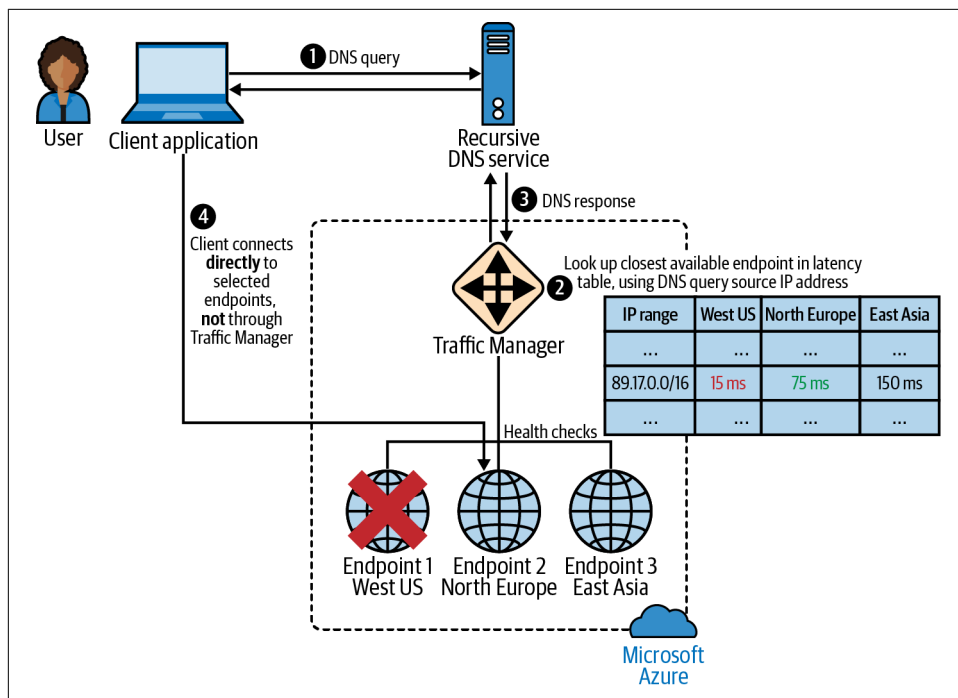 1 DNS query
User
Client application
Recursive
DNS service
3 DNS response
4
Client connects
directly to
selected
endpoints,
not through
Traffic Manager
2 Look up closest available endpoint in latency
table, using DNS query source IP address
Traffic Manager
IP range West US North Europe East Asia
... ... ... ...
89.17.0.0/16 15 ms 75 ms 150 ms
... ... ... ...
Health checks
Endpoint 1
West US
Endpoint 2
North Europe
Endpoint 3
East Asia
Microsoft
Azure